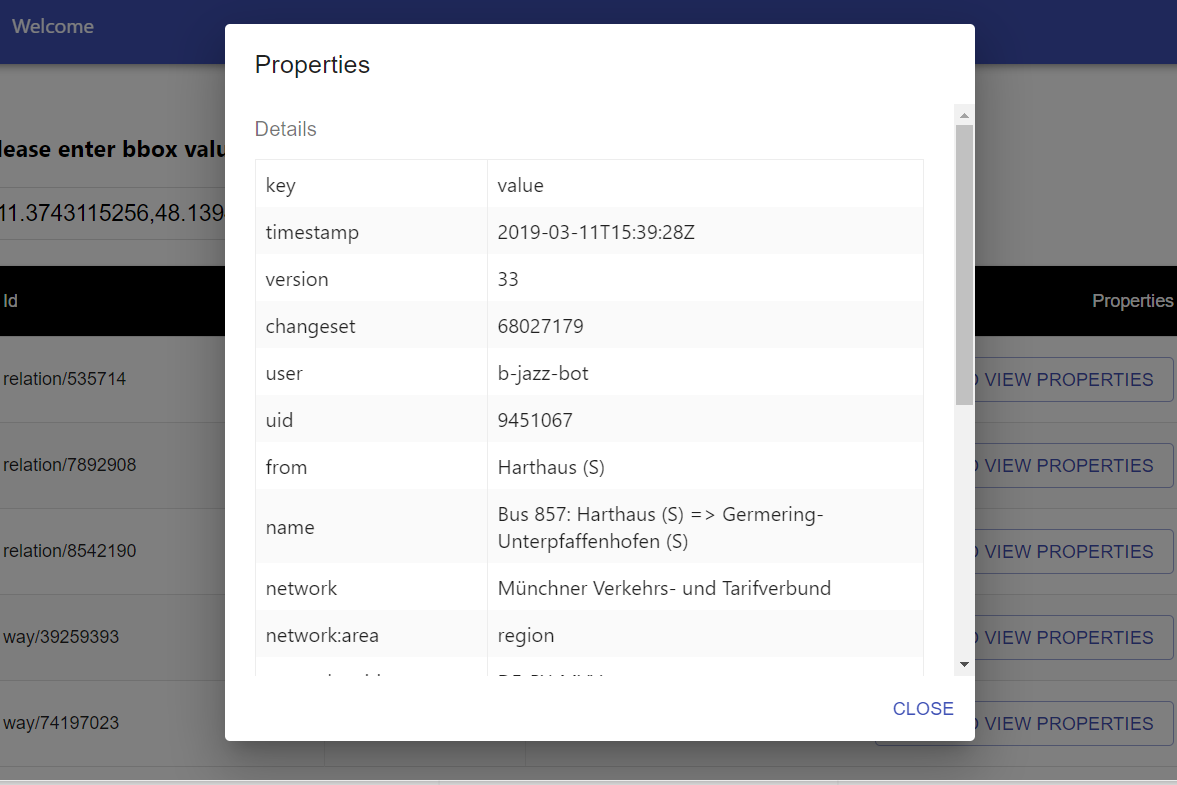 Welcome
Properties
Details
lease enter bbox valu
11.3743115256,48.139
key value
timestamp 2019-03-11T15:39:28Z
version 33
changeset 68027179
user b-jazz-bot
uid 9451067
from Harthaus (S)
name Bus 857: Harthaus (S) => Germering-
Unterpfaffenhofen (S)
network Münchner Verkehrs- und Tarifverbund
network:area region
CLOSE
Id Properties
relation/535714 VIEW PROPERTIES
relation/7892908 VIEW PROPERTIES
relation/8542190 VIEW PROPERTIES
way/39259393 VIEW PROPERTIES
way/74197023 VIEW PROPERTIES